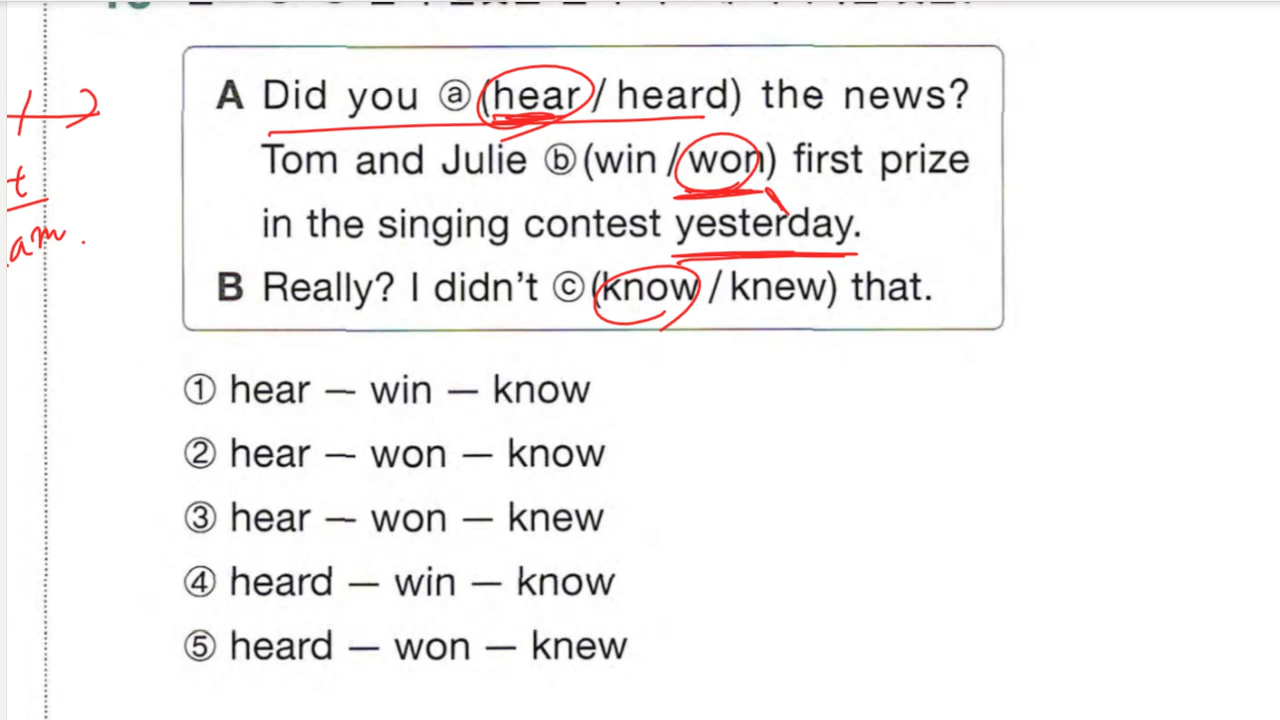 A Did you ⓐ (hear / heard) the news?
Tom and Julie ⓑ (win / won) first prize
in the singing contest yesterday.
B Really? I didn't ⓒ (know / knew) that.
t
am.
① hear — win — know
② hear — won — know
③ hear — won — knew
④ heard — win — know
⑤ heard — won — knew